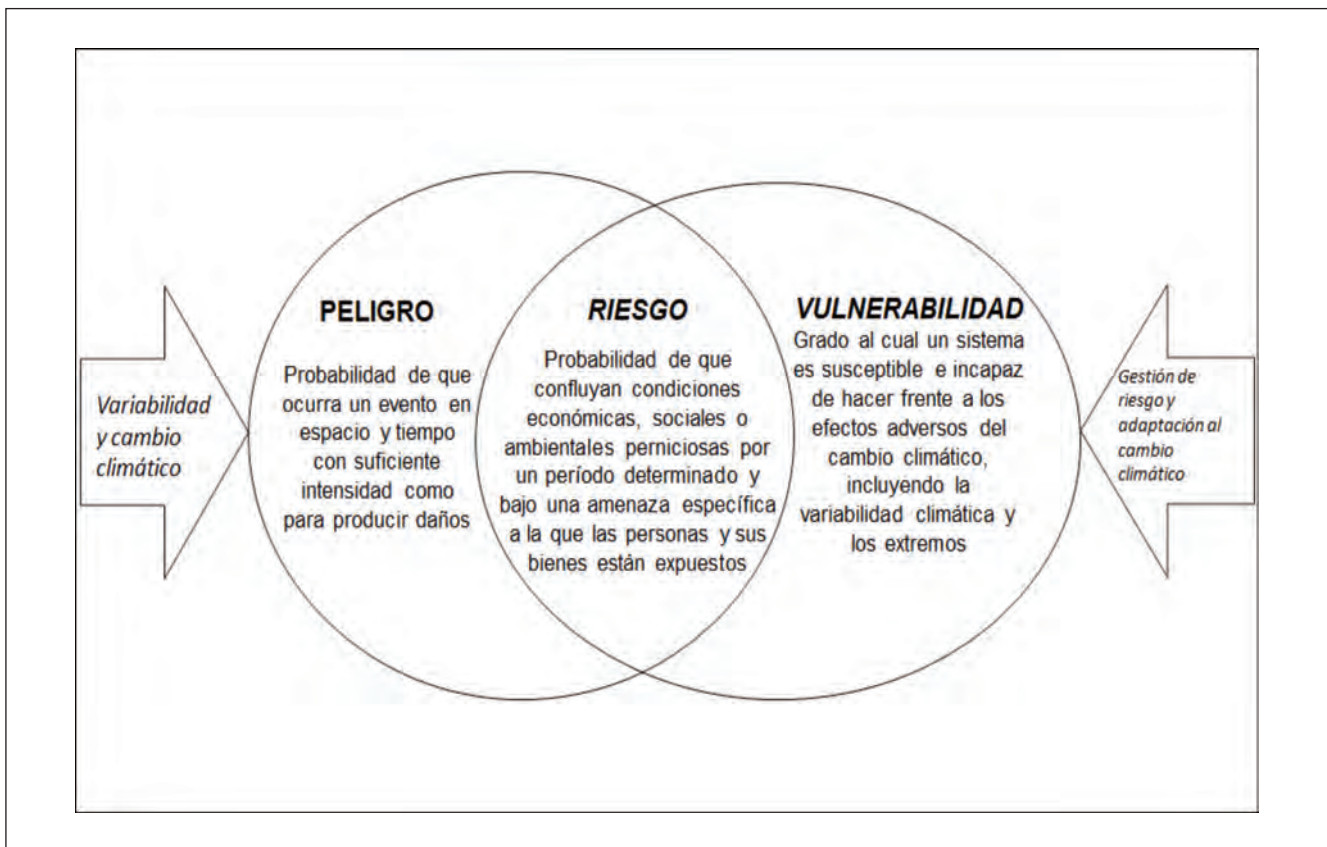 Variabilidad
y cambio
climático
PELIGRO
Probabilidad de que
ocurra un evento en
espacio y tiempo
con suficiente
intensidad como
para producir daños
RIESGO
Probabilidad de que
confluyan condiciones
económicas, sociales o
ambientales perniciosas por
un período determinado y
bajo una amenaza específica
a la que las personas y sus
bienes están expuestos
VULNERABILIDAD
Grado al cual un sistema
es susceptible e incapaz
de hacer frente a los
efectos adversos del
cambio climático,
incluyendo la
variabilidad climática y
los extremos
Gestión de
riesgo y
adaptación al
cambio
climático